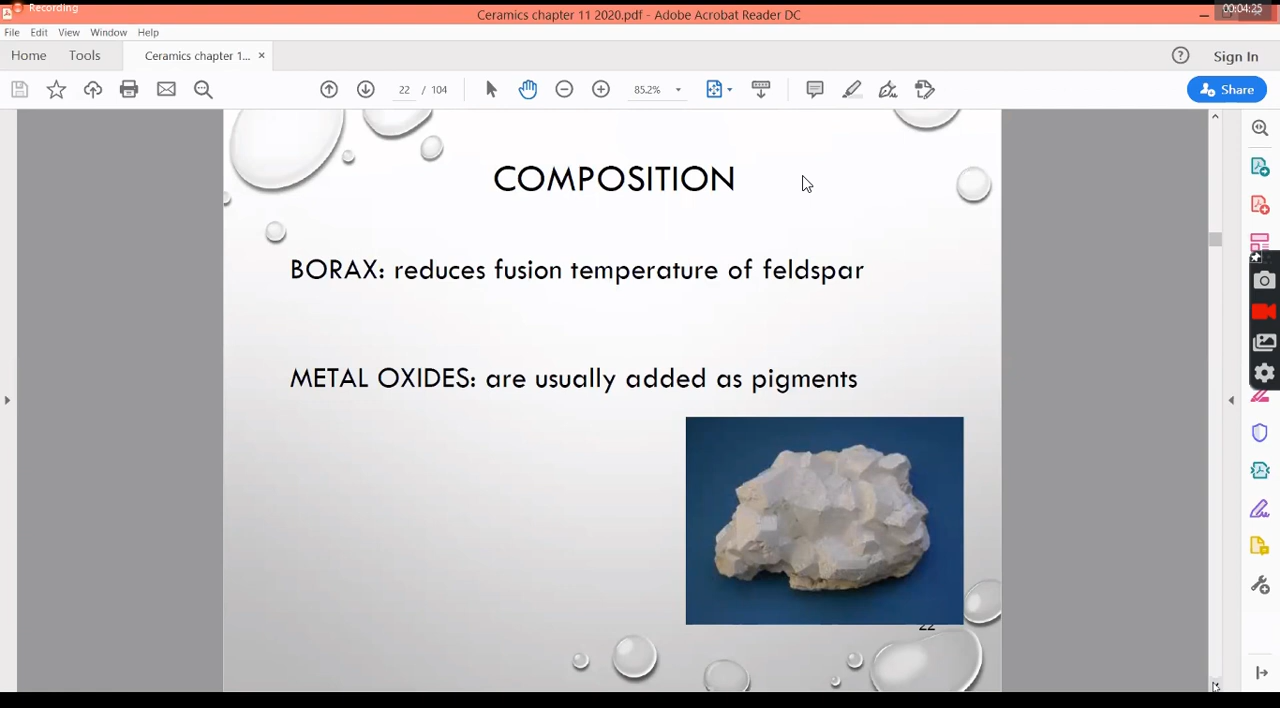 Recording
Ceramics chapter 11 2020.pdf - Adobe Acrobat Reader DC
00:04:25
File Edit View Window Help
Home Tools Ceramics chapter 1... × Sign In
22 / 104 85.2% Share
COMPOSITION
BORAX: reduces fusion temperature of feldspar
METAL OXIDES: are usually added as pigments
22